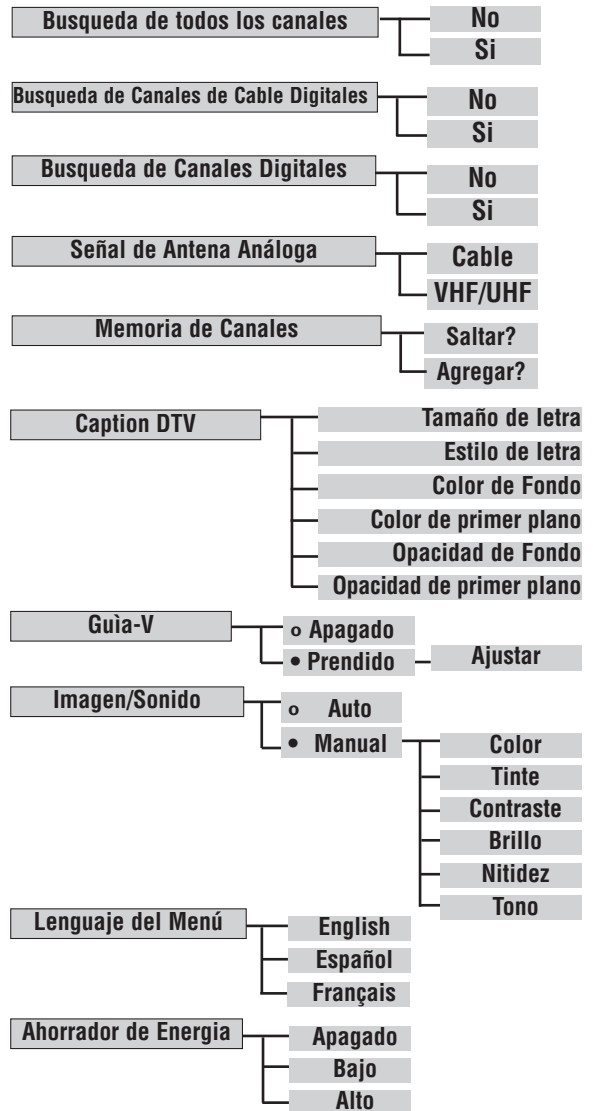 Busqueda de todos los canales
No
Si
Busqueda de Canales de Cable Digitales
No
Si
Busqueda de Canales Digitales
No
Si
Señal de Antena Análoga
Cable
VHF/UHF
Memoria de Canales
Saltar?
Agregar?
Caption DTV
Tamaño de letra
Estilo de letra
Color de Fondo
Color de primer plano
Opacidad de Fondo
Opacidad de primer plano
Guìa-V
o Apagado
• Prendido
Ajustar
Imagen/Sonido
o Auto
• Manual
Color
Tinte
Contraste
Brillo
Nitidez
Tono
Lenguaje del Menú
English
Español
Français
Ahorrador de Energia
Apagado
Bajo
Alto